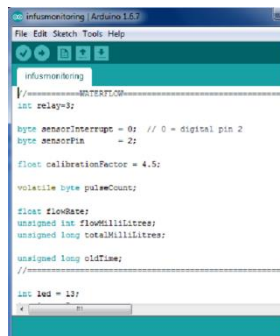 infusmonitoring | Arduino 1.6.7
File Edit Sketch Tools Help
infusmonitoring
//===========WATERFLOW==========================
int relay=3;
byte sensorInterrupt = 0;  // 0 = digital pin 2
byte sensorPin       = 2;
float calibrationFactor = 4.5;
volatile byte pulseCount;
float flowRate;
unsigned int flowMilliLitres;
unsigned long totalMilliLitres;
unsigned long oldTime;
//==============================================
int led = 13;